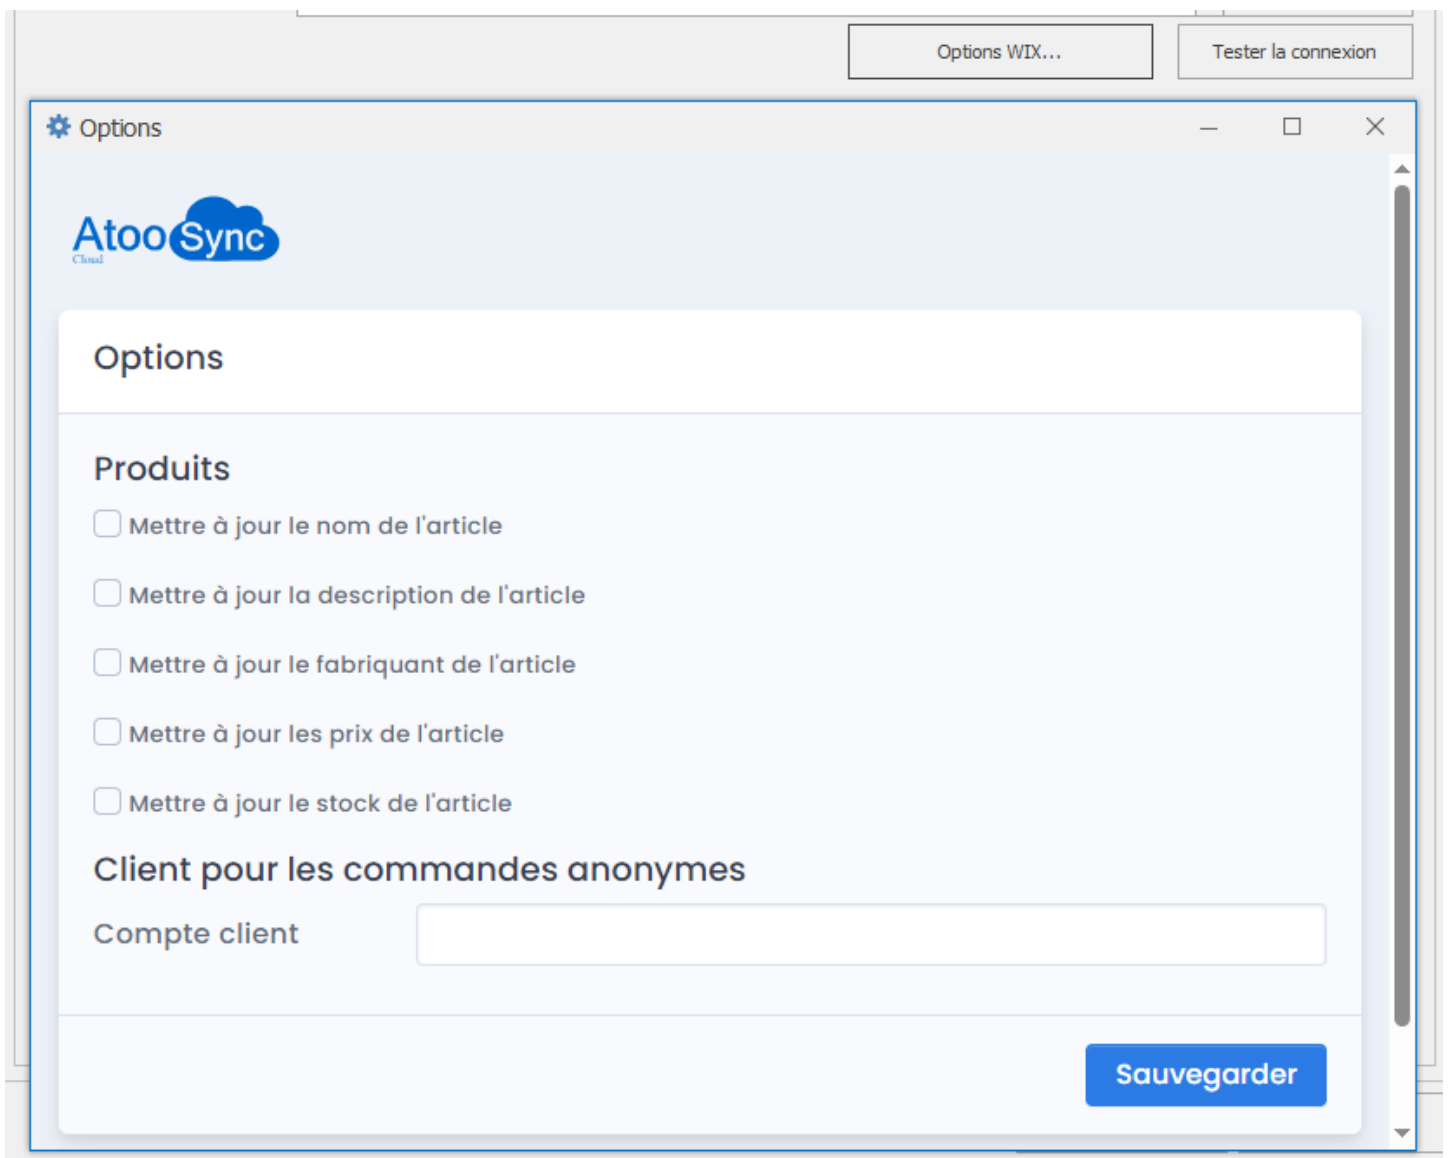 Options WIX...
Tester la connexion
Options
Atoo Sync
Cloud
Options
Produits
Mettre à jour le nom de l'article
Mettre à jour la description de l'article
Mettre à jour le fabriquant de l'article
Mettre à jour les prix de l'article
Mettre à jour le stock de l'article
Client pour les commandes anonymes
Compte client
Sauvegarder